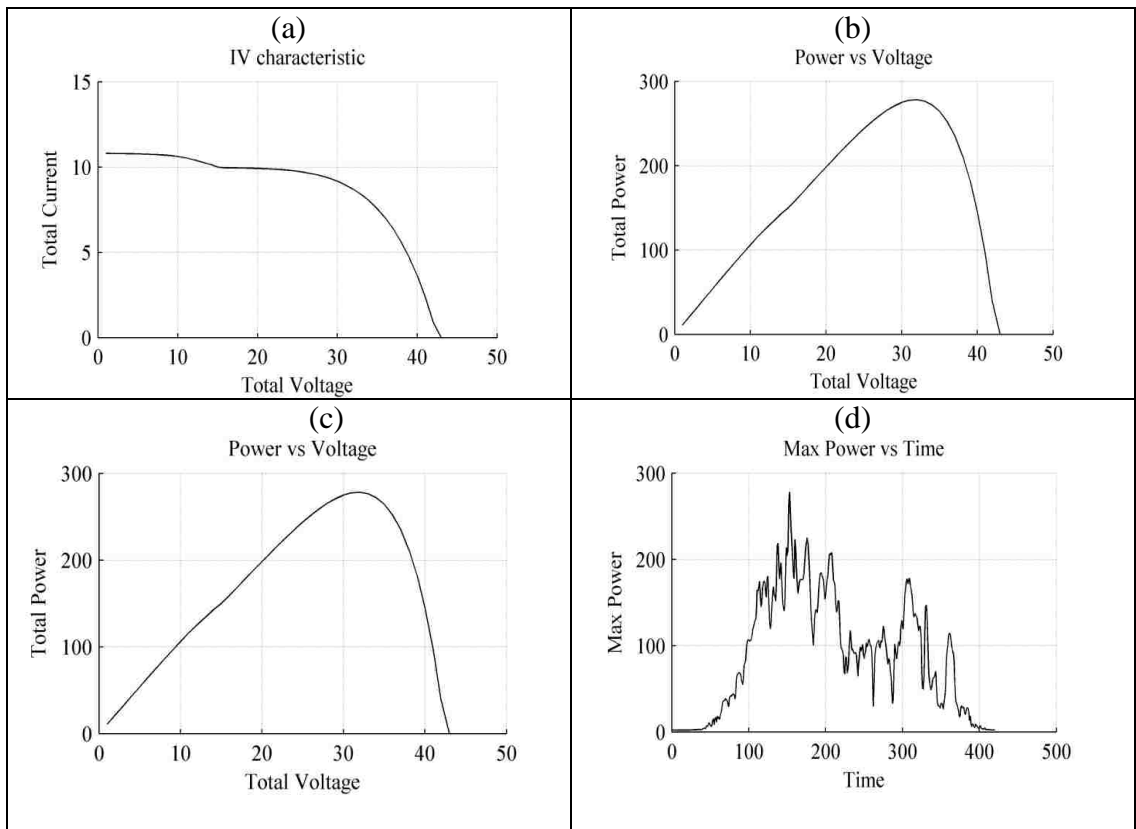 (a)
IV characteristic
15
10
5
0
0 10 20 30 40 50
Total Current
Total Voltage
(b)
Power vs Voltage
300
200
100
0
0 10 20 30 40 50
Total Power
Total Voltage
(c)
Power vs Voltage
300
200
100
0
0 10 20 30 40 50
Total Power
Total Voltage
(d)
Max Power vs Time
300
200
100
0
0 100 200 300 400 500
Max Power
Time